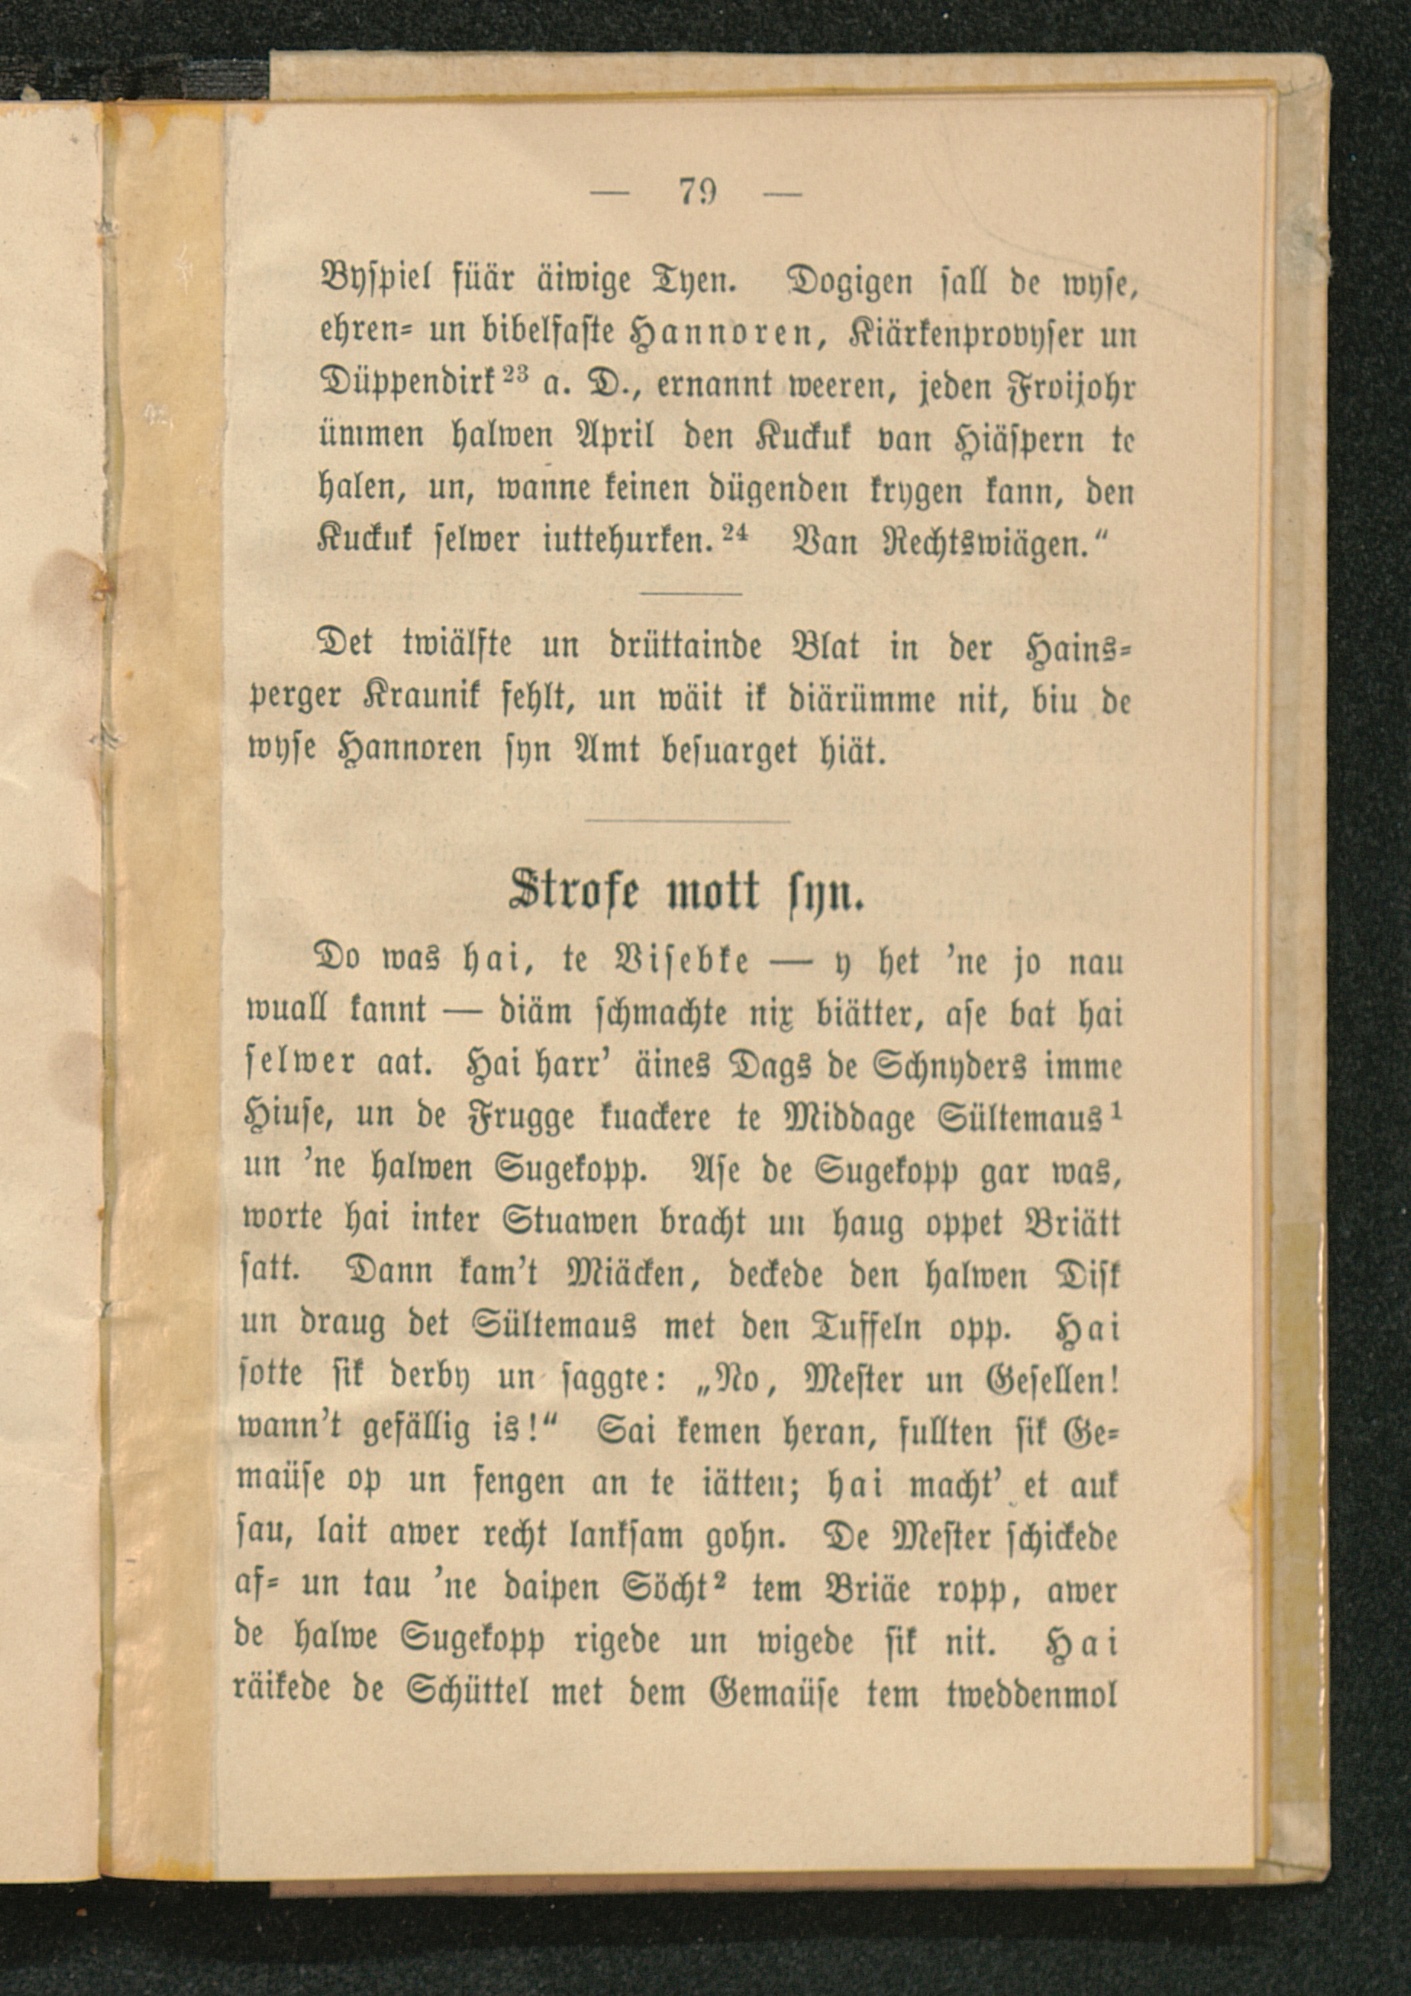 — 79 —
Byspiel füär äiwige Tyen. Dogigen sall de wyse,
ehren= un bibelfaste Hannoren, Kiärkenprovyser un
Düppendirk²³ a. D., ernannt weeren, jeden Froijohr
ümmen halwen April den Kuckuk van Hiäspern te
halen, un, wanne keinen dügenden krygen kann, den
Kuckuk selwer iuttehurken.²⁴ Van Rechtswiägen.“
Det twiälfte un drüttainde Blat in der Hains=
perger Kraunik fehlt, un wäit ik diärümme nit, biu de
wyse Hannoren syn Amt besuarget hiät.
Strofe mott syn.
Do was hai, te Visebke — y het ’ne jo nau
wuall kannt — diäm schmachte nix biätter, ase bat hai
selwer aat. Hai harr’ äines Dags de Schnyders imme
Hiuse, un de Frugge kuackere te Middage Sültemaus¹
un ’ne halwen Sugekopp. Ase de Sugekopp gar was,
worte hai inter Stuawen bracht un haug oppet Briätt
satt. Dann kam’t Miäcken, deckede den halwen Disk
un draug det Sültemaus met den Tuffeln opp. Hai
sotte sik derby un saggte: „No, Mester un Gesellen!
wann’t gefällig is!“ Sai kemen heran, fullten sik Ge=
maüse op un fengen an te iätten; hai macht’ et auk
sau, lait awer recht lanksam gohn. De Mester schickede
af= un tau ’ne daipen Söcht² tem Briäe ropp, awer
de halwe Sugekopp rigede un wigede sik nit. Hai
räikede de Schüttel met dem Gemaüse tem tweddenmol